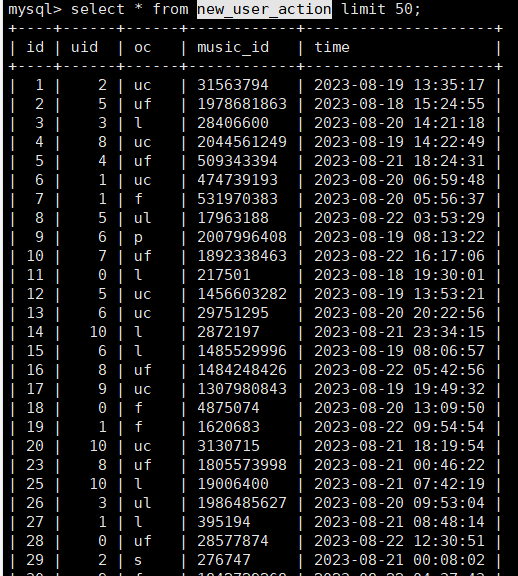 mysql> select * from new_user_action limit 50;
+----+------+------+------------+---------------------+
| id | uid  | oc   | music_id   | time                |
+----+------+------+------------+---------------------+
|  1 |    2 | uc   | 31563794   | 2023-08-19 13:35:17 |
|  2 |    5 | uf   | 1978681863 | 2023-08-18 15:24:55 |
|  3 |    3 | l    | 28406600   | 2023-08-20 14:21:18 |
|  4 |    8 | uc   | 2044561249 | 2023-08-19 14:22:49 |
|  5 |    4 | uf   | 509343394  | 2023-08-21 18:24:31 |
|  6 |    1 | uc   | 474739193  | 2023-08-20 06:59:48 |
|  7 |    1 | f    | 531970383  | 2023-08-20 05:56:37 |
|  8 |    5 | ul   | 17963188   | 2023-08-22 03:53:29 |
|  9 |    6 | p    | 2007996408 | 2023-08-19 08:13:22 |
| 10 |    7 | uf   | 1892338463 | 2023-08-22 16:17:06 |
| 11 |    0 | l    | 217501     | 2023-08-18 19:30:01 |
| 12 |    5 | uc   | 1456603282 | 2023-08-19 13:53:21 |
| 13 |    6 | uc   | 29751295   | 2023-08-20 20:22:56 |
| 14 |   10 | l    | 2872197    | 2023-08-21 23:34:15 |
| 15 |    6 | l    | 1485529996 | 2023-08-19 08:06:57 |
| 16 |    8 | uf   | 1484248426 | 2023-08-22 05:42:56 |
| 17 |    9 | uc   | 1307980843 | 2023-08-19 19:49:32 |
| 18 |    0 | f    | 4875074    | 2023-08-20 13:09:50 |
| 19 |    1 | f    | 1620683    | 2023-08-22 09:54:54 |
| 20 |   10 | uc   | 3130715    | 2023-08-21 18:19:54 |
| 23 |    8 | uf   | 1805573998 | 2023-08-21 00:46:22 |
| 25 |   10 | l    | 19006400   | 2023-08-21 07:42:19 |
| 26 |    3 | ul   | 1986485627 | 2023-08-20 09:53:04 |
| 27 |    1 | l    | 395194     | 2023-08-21 08:48:14 |
| 28 |    0 | uf   | 28577874   | 2023-08-22 12:30:51 |
| 29 |    2 | s    | 276747     | 2023-08-21 00:08:02 |